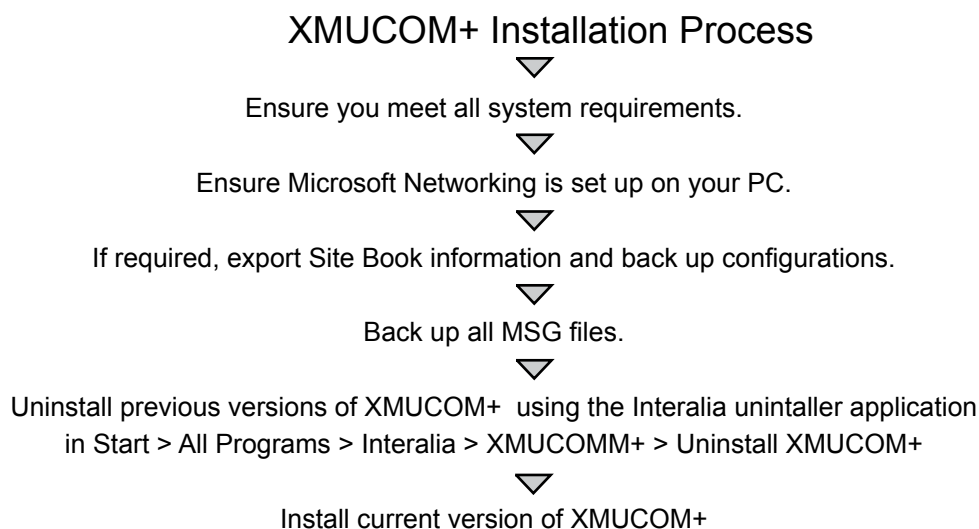 XMUCOM+ Installation Process
Ensure you meet all system requirements.
Ensure Microsoft Networking is set up on your PC.
If required, export Site Book information and back up configurations.
Back up all MSG files.
Uninstall previous versions of XMUCOM+  using the Interalia unintaller application
in Start > All Programs > Interalia > XMUCOMM+ > Uninstall XMUCOM+
Install current version of XMUCOM+